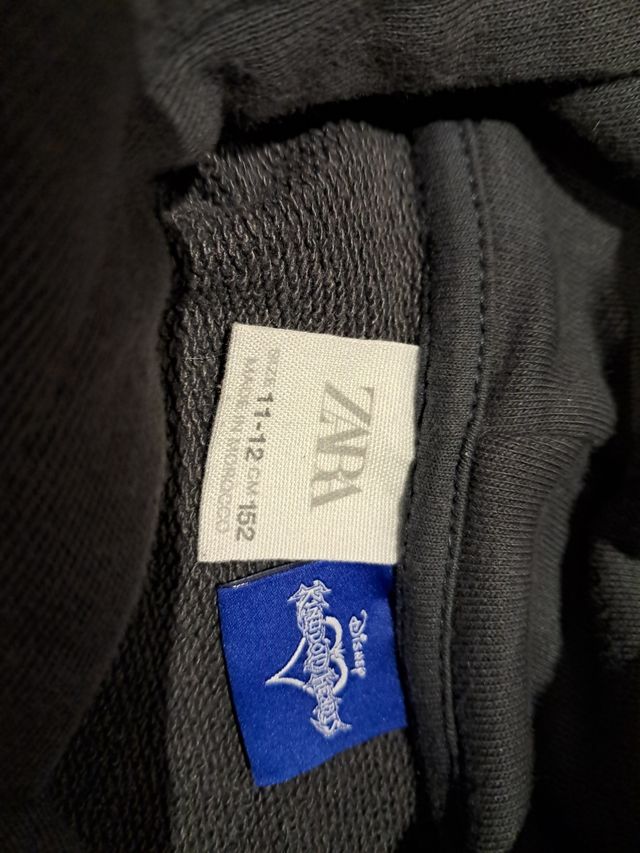 ZARA
SIZE 11-12 CM 152
MADE IN MOROCCO
Disney
KINGDOM HEARTS